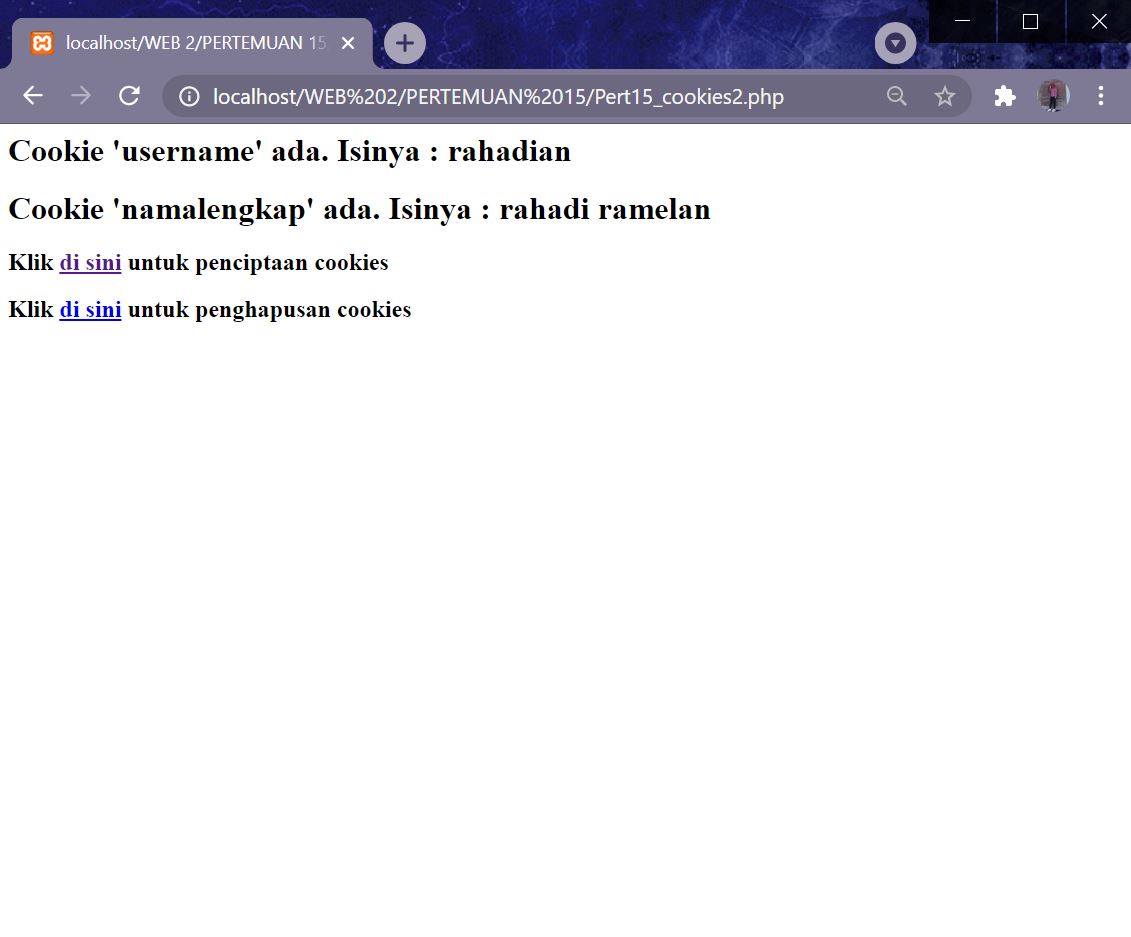 localhost/WEB 2/PERTEMUAN 15
localhost/WEB%202/PERTEMUAN%2015/Pert15_cookies2.php
Cookie 'username' ada. Isinya : rahadian
Cookie 'namalengkap' ada. Isinya : rahadi ramelan
Klik di sini untuk penciptaan cookies
Klik di sini untuk penghapusan cookies